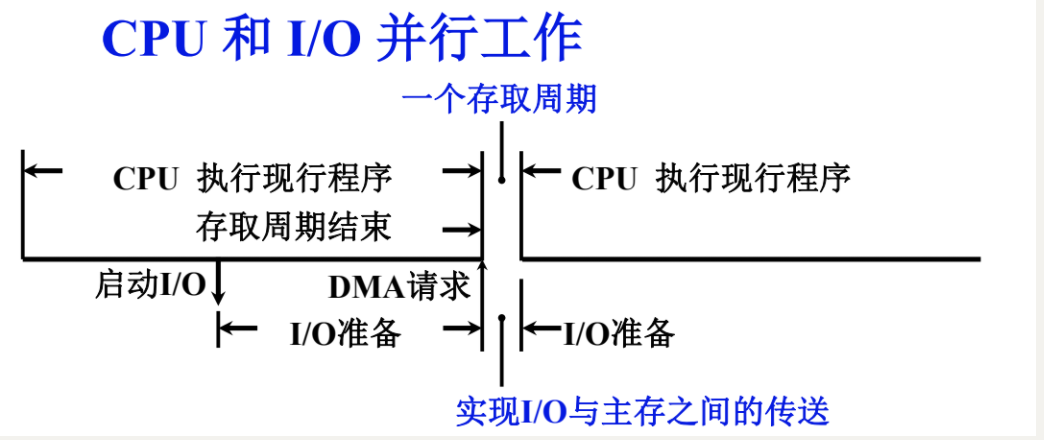 CPU 和 I/O 并行工作
一个存取周期
CPU 执行现行程序
CPU 执行现行程序
存取周期结束
启动I/O
DMA请求
I/O准备
I/O准备
实现I/O与主存之间的传送